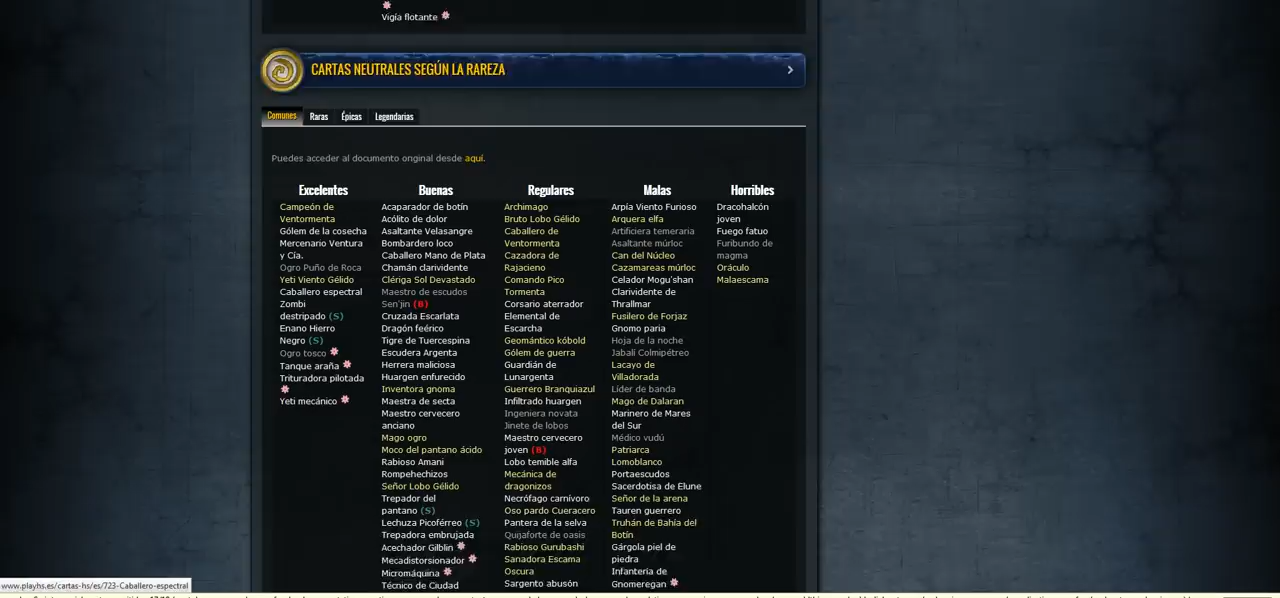 Vigía flotante
CARTAS NEUTRALES SEGÚN LA RAREZA
Comunes Raras Épicas Legendarias
Puedes acceder al documento original desde aquí.
Excelentes
Campeón de
Ventormenta
Gólem de la cosecha
Mercenario Ventura
y Cía.
Ogro Puño de Roca
Yeti Viento Gélido
Caballero espectral
Zombi
destripado (S)
Enano Hierro
Negro (S)
Ogro tosco
Tanque araña
Trituradora pilotada
Yeti mecánico
Buenas
Acaparador de botín
Acólito de dolor
Asaltante Velasangre
Bombardero loco
Caballero Mano de Plata
Chamán clarividente
Clériga Sol Devastado
Maestro de escudos
Sen'jin (B)
Cruzada Escarlata
Dragón feérico
Tigre de Tuercespina
Escudera Argenta
Herrera maliciosa
Huargen enfurecido
Inventora gnoma
Maestra de secta
Maestro cervecero
anciano
Mago ogro
Moco del pantano ácido
Rabioso Amani
Rompehechizos
Señor Lobo Gélido
Trepador del
pantano (S)
Lechuza Picoférreo (S)
Trepadora embrujada
Acechador Gilblin
Mecadistorsionador
Micromáquina
Técnico de Ciudad
Regulares
Archimago
Bruto Lobo Gélido
Caballero de
Ventormenta
Cazadora de
Rajacieno
Comando Pico
Tormenta
Corsario aterrador
Elemental de
Escarcha
Geomántico kóbold
Gólem de guerra
Guardián de
Lunargenta
Guerrero Branquiazul
Infiltrado huargen
Ingeniera novata
Jinete de lobos
Maestro cervecero
joven (B)
Lobo temible alfa
Mecánica de
dragonizos
Necrófago carnívoro
Oso pardo Cueracero
Pantera de la selva
Quijaforte de oasis
Rabioso Gurubashi
Sanadora Escama
Oscura
Sargento abusón
Malas
Arpía Viento Furioso
Arquera elfa
Artificiera temeraria
Asaltante múrloc
Can del Núcleo
Cazamareas múrloc
Celador Mogu'shan
Clarividente de
Thrallmar
Fusilero de Forjaz
Gnomo paria
Hoja de la noche
Jabalí Colmipétreo
Lacayo de
Villadorada
Líder de banda
Mago de Dalaran
Marinero de Mares
del Sur
Médico vudú
Patriarca
Lomoblanco
Portaescudos
Sacerdotisa de Elune
Señor de la arena
Tauren guerrero
Truhán de Bahía del
Botín
Gárgola piel de
piedra
Infantería de
Gnomeregan
Horribles
Dracohalcón
joven
Fuego fatuo
Furibundo de
magma
Oráculo
Malaescama
www.playhs.es/cartas-hs/es/723-Caballero-espectral